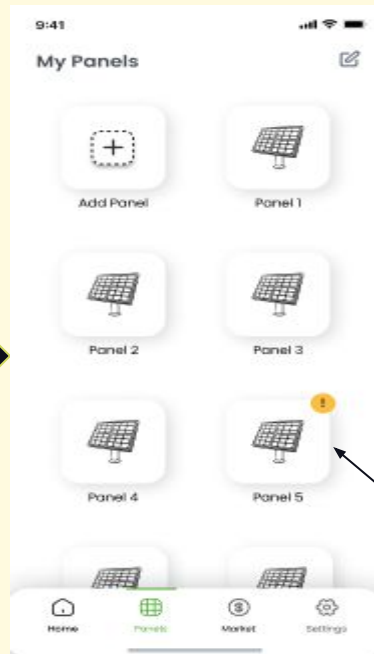 9:41
My Panels
Add Panel
Panel 1
Panel 2
Panel 3
!
Panel 4
Panel 5
Home
Panels
Market
Settings